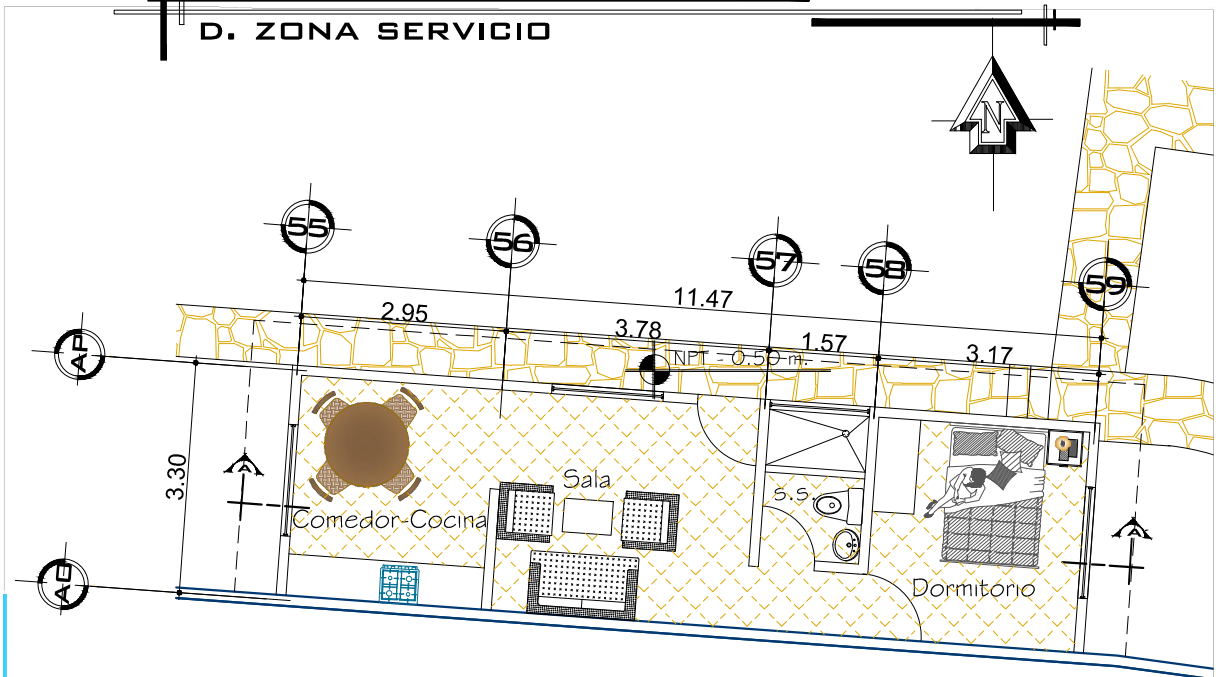 D. ZONA SERVICIO
N
55
56
57
58
59
11.47
2.95
3.78
1.57
3.17
NPT - 0.50 m.
AP
3.30
A
Sala
S.S.
Comedor-Cocina
A
Dormitorio